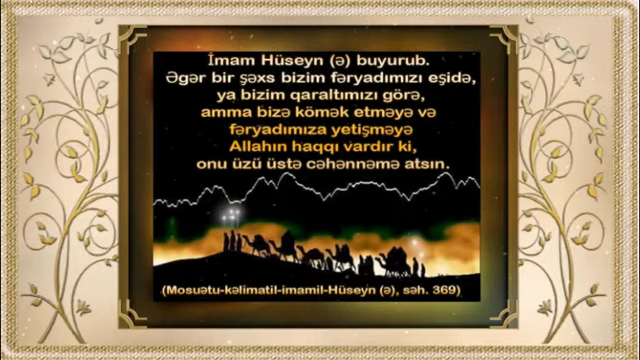 İmam Hüseyn (ə) buyurub.
Əgər bir şəxs bizim fəryadımızı eşidə,
ya bizim qaraltımızı görə,
amma bizə kömək etməyə və
fəryadımıza yetişməyə
Allahın haqqı vardır ki,
onu üzü üstə cəhənnəmə atsın.
(Mosuətu-kəlimatil-imamil-Hüseyn (ə), səh. 369)